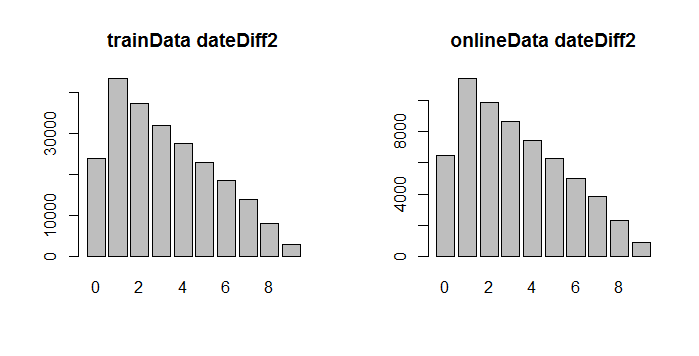 trainData dateDiff2
30000
10000
0
0 2 4 6 8
onlineData dateDiff2
8000
4000
0
0 2 4 6 8